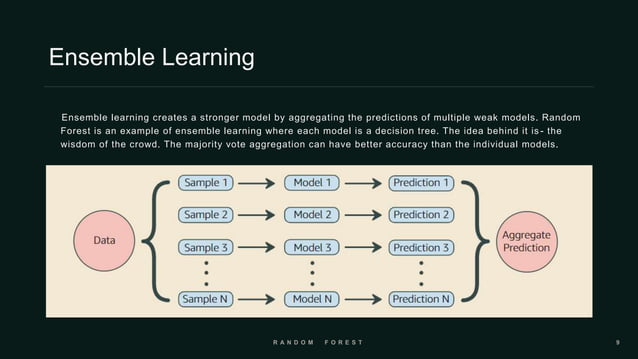 Ensemble Learning
Ensemble learning creates a stronger model by aggregating the predictions of multiple weak models. Random
Forest is an example of ensemble learning where each model is a decision tree. The idea behind it is- the
wisdom of the crowd. The majority vote aggregation can have better accuracy than the individual models.
Data
Sample 1
Model 1
Prediction 1
Sample 2
Model 2
Prediction 2
Sample 3
Model 3
Prediction 3
Sample N
Model N
Prediction N
Aggregate
Prediction
RANDOM FOREST
9